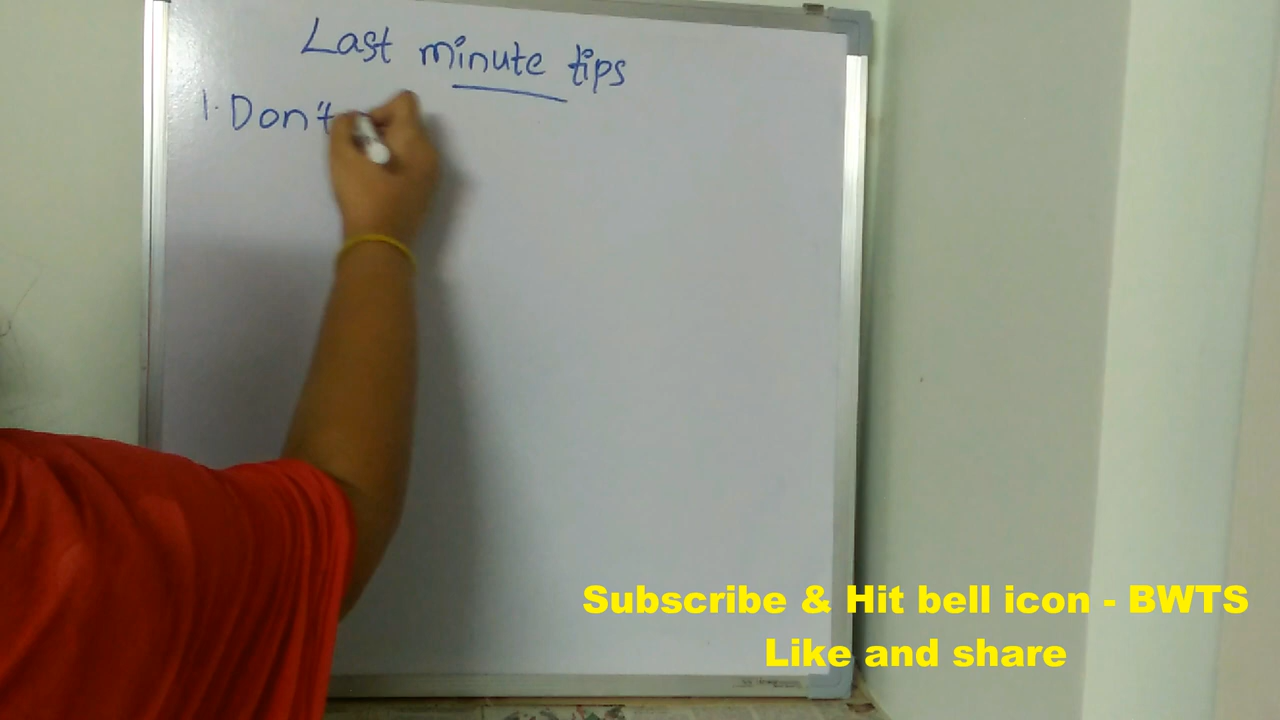 Last minute tips
1. Don't
Subscribe & Hit bell icon - BWTS
Like and share